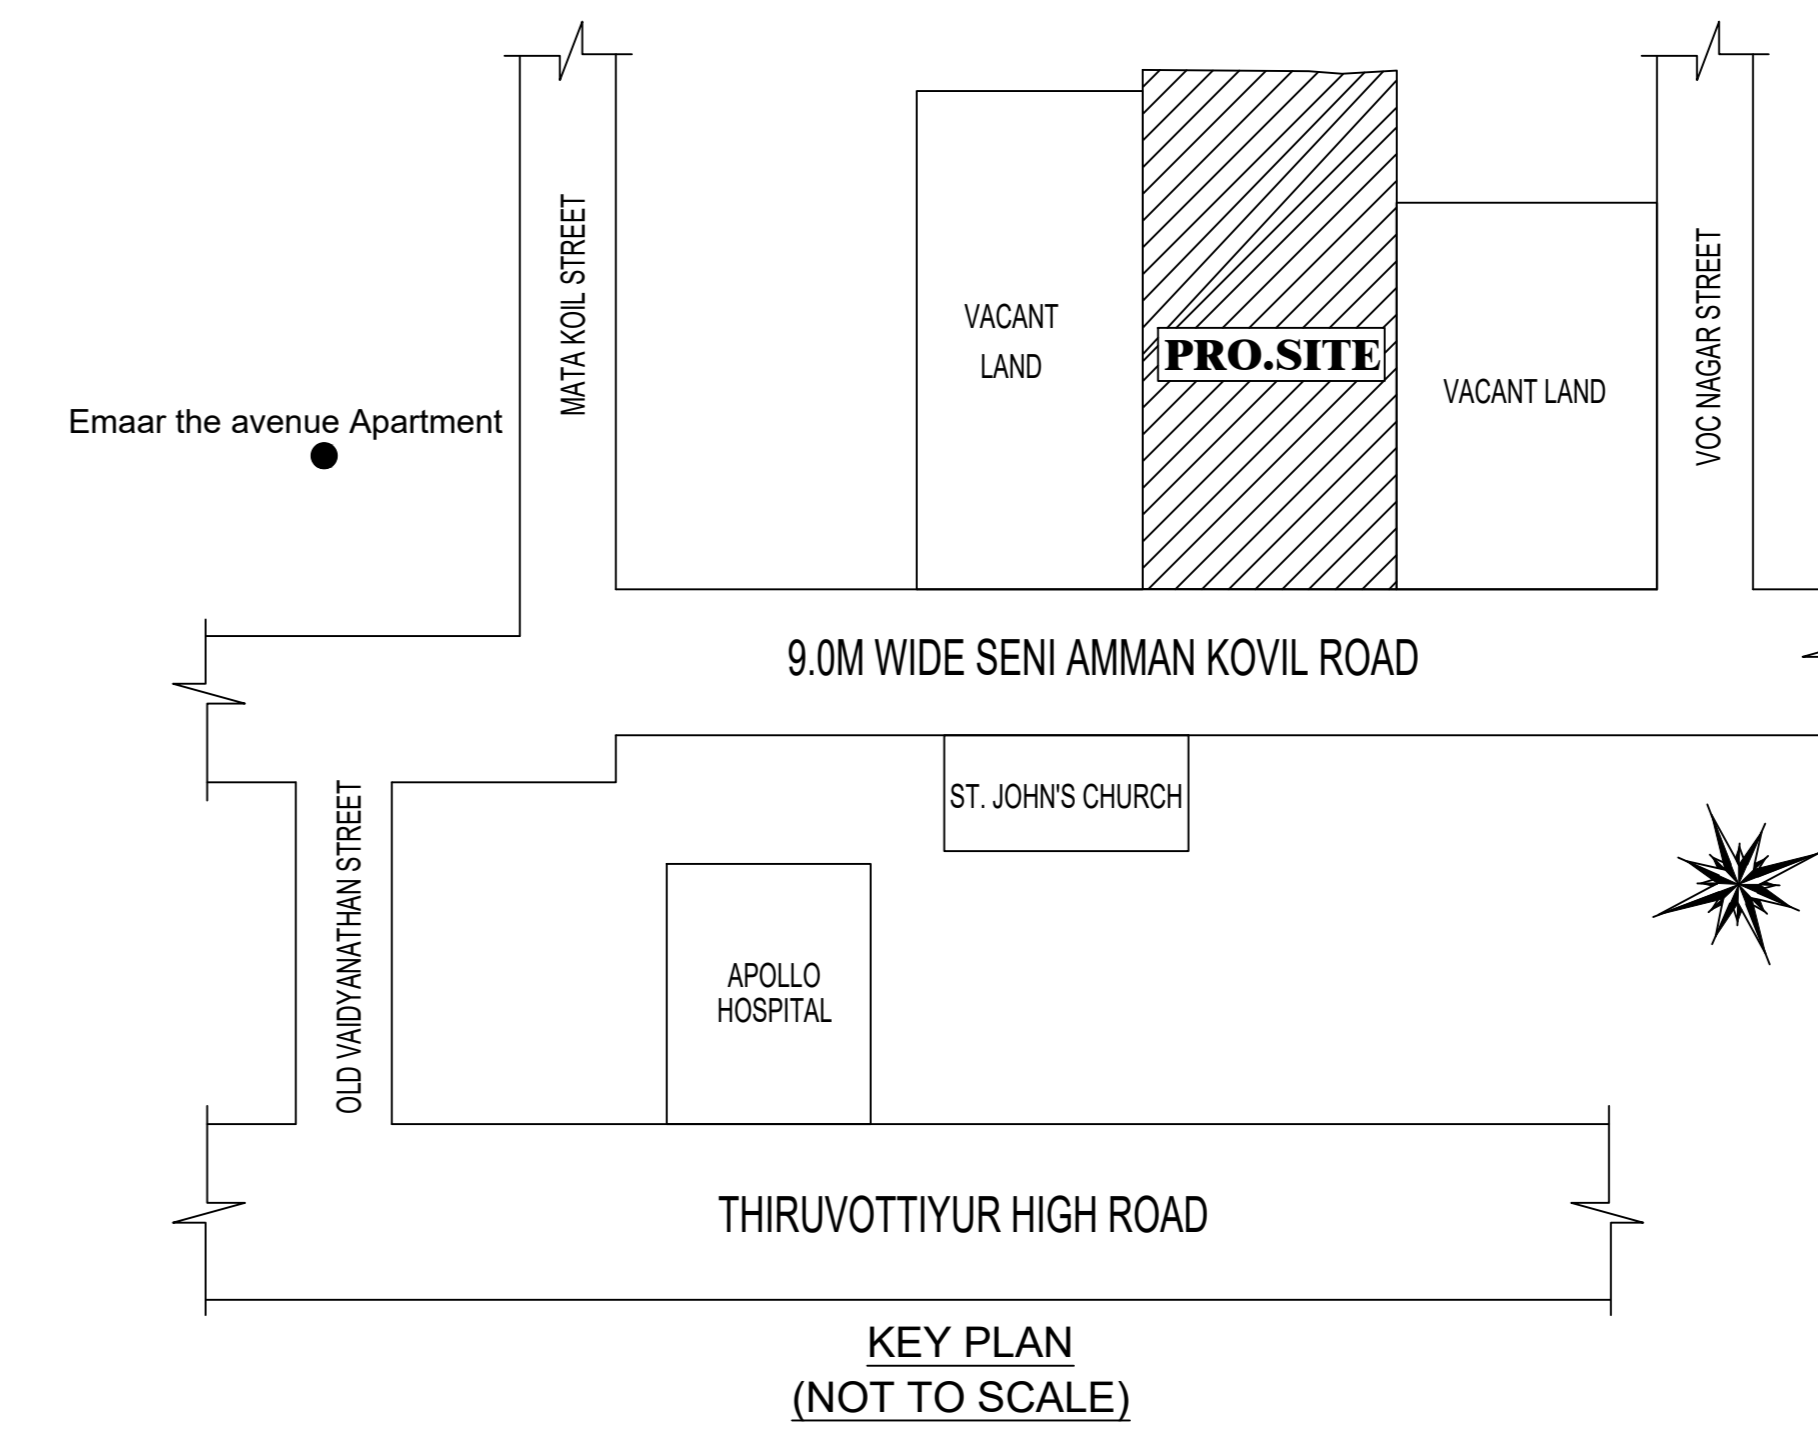 MATA KOIL STREET
VACANT
LAND
PRO.SITE
VACANT LAND
VOC NAGAR STREET
Emaar the avenue Apartment
9.0M WIDE SENI AMMAN KOVIL ROAD
OLD VAIDYANATHAN STREET
ST. JOHN'S CHURCH
APOLLO
HOSPITAL
THIRUVOTTIYUR HIGH ROAD
KEY PLAN
(NOT TO SCALE)